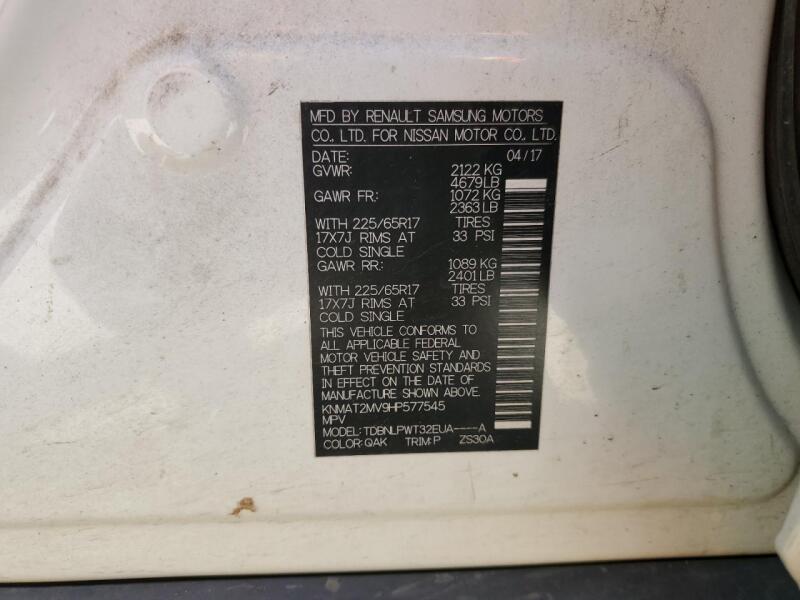 MFD BY RENAULT SAMSUNG MOTORS
CO., LTD. FOR NISSAN MOTOR CO., LTD.
DATE: 04/17
GVWR: 2122 KG
4679LB
GAWR FR: 1072 KG
2363 LB
WITH 225/65R17 TIRES
17X7J RIMS AT 33 PSI
COLD SINGLE
GAWR RR: 1089 KG
2401 LB
WITH 225/65R17 TIRES
17X7J RIMS AT 33 PSI
COLD SINGLE
THIS VEHICLE CONFORMS TO
ALL APPLICABLE FEDERAL
MOTOR VEHICLE SAFETY AND
THEFT PREVENTION STANDARDS
IN EFFECT ON THE DATE OF
MANUFACTURE SHOWN ABOVE.
KNMAT2MV9HP577545
MPV
MODEL: TDBNLPWT32EUA----A
COLOR: QAK TRIM: P ZS30A